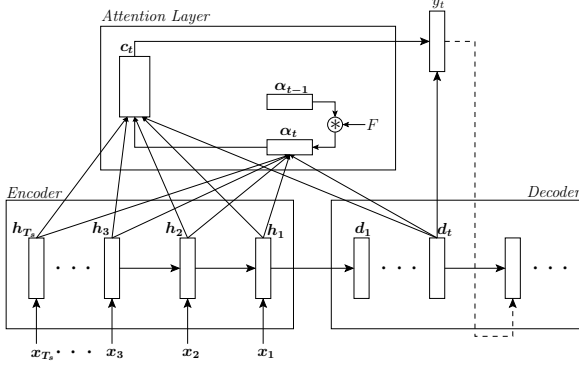 y_t
Attention Layer
c_t
α_{t−1}
F
α_t
Encoder
Decoder
h_{T_s} h_3 h_2 h_1 d_1 d_t
· · · · · · · · ·
x_{T_s} · · · x_3 x_2 x_1